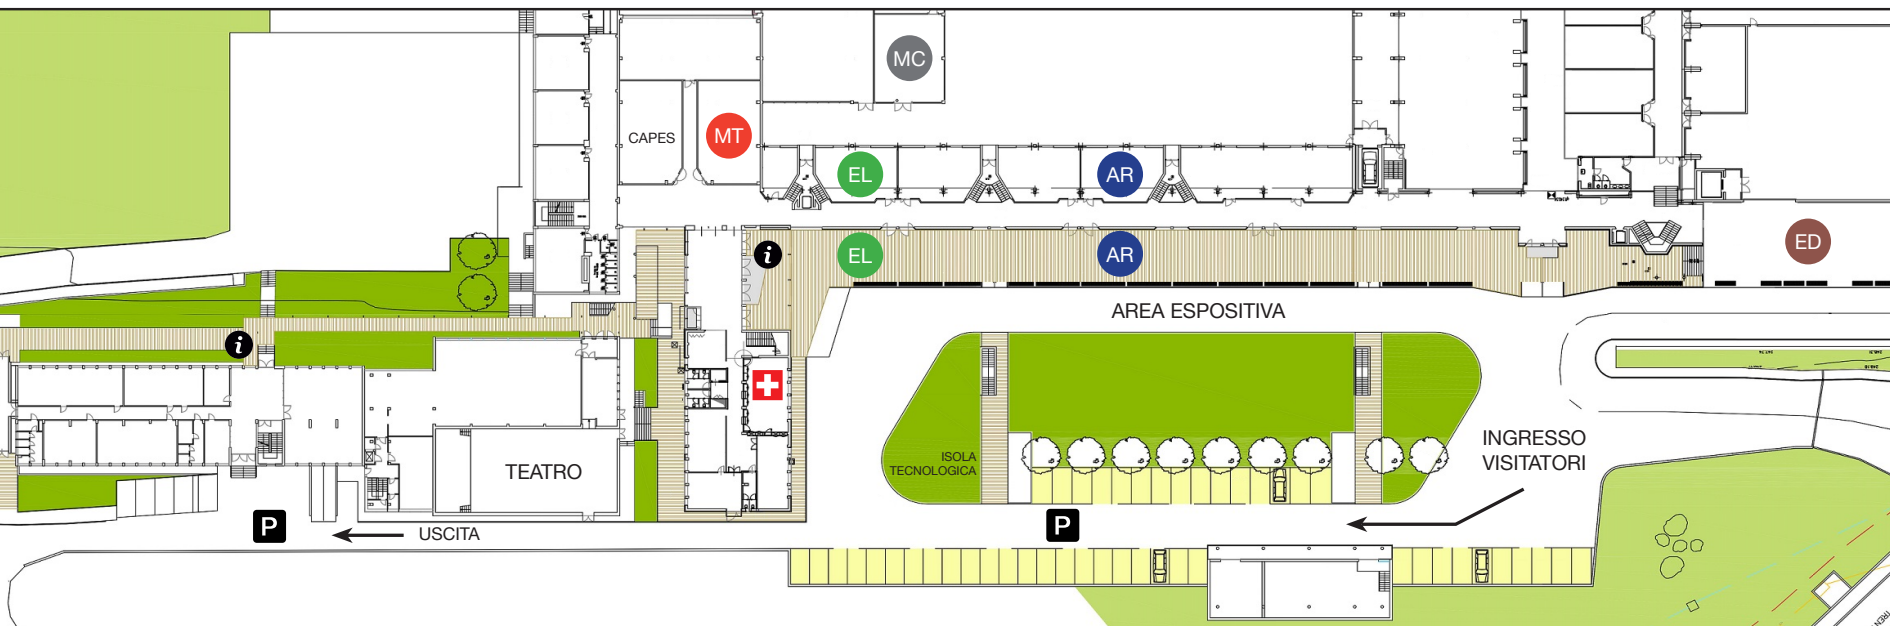 MC
CAPES
MT
EL
AR
i
EL
AR
ED
AREA ESPOSITIVA
i
ISOLA
TECNOLOGICA
INGRESSO
VISITATORI
TEATRO
P
USCITA
P